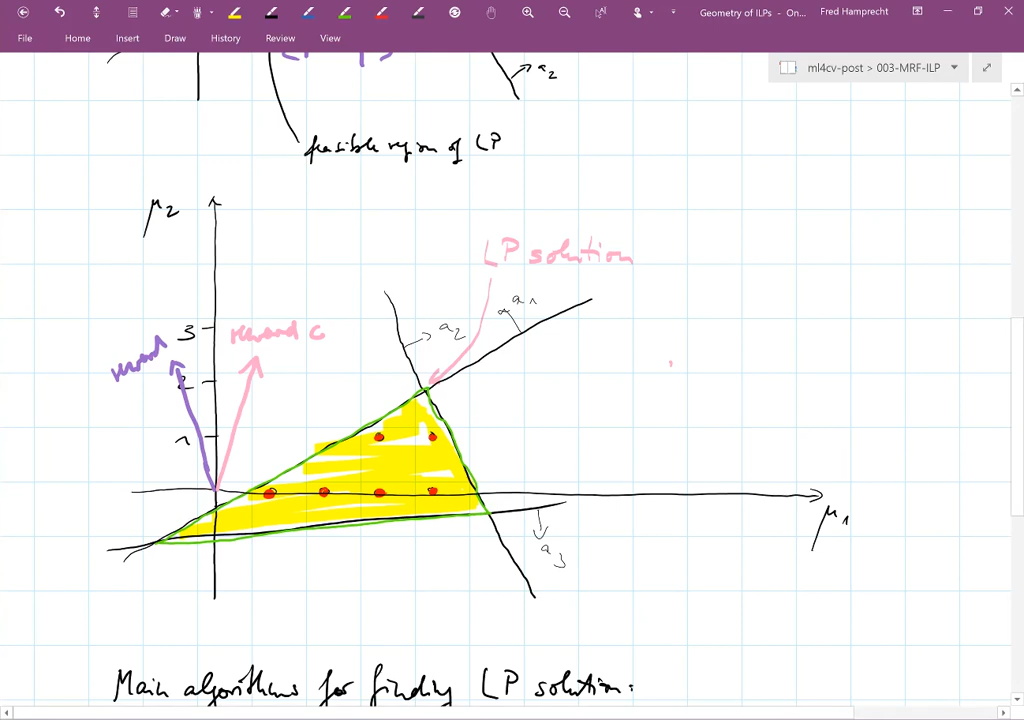 Geometry of ILPs - On...
Fred Hamprecht
File Home Insert Draw History Review View
ml4cv-post > 003-MRF-ILP
a2
feasible region of LP
μ2
LP solution
a1
a2
3
reward c
reward
2
1
μ1
a3
Main algorithms for finding LP solution: